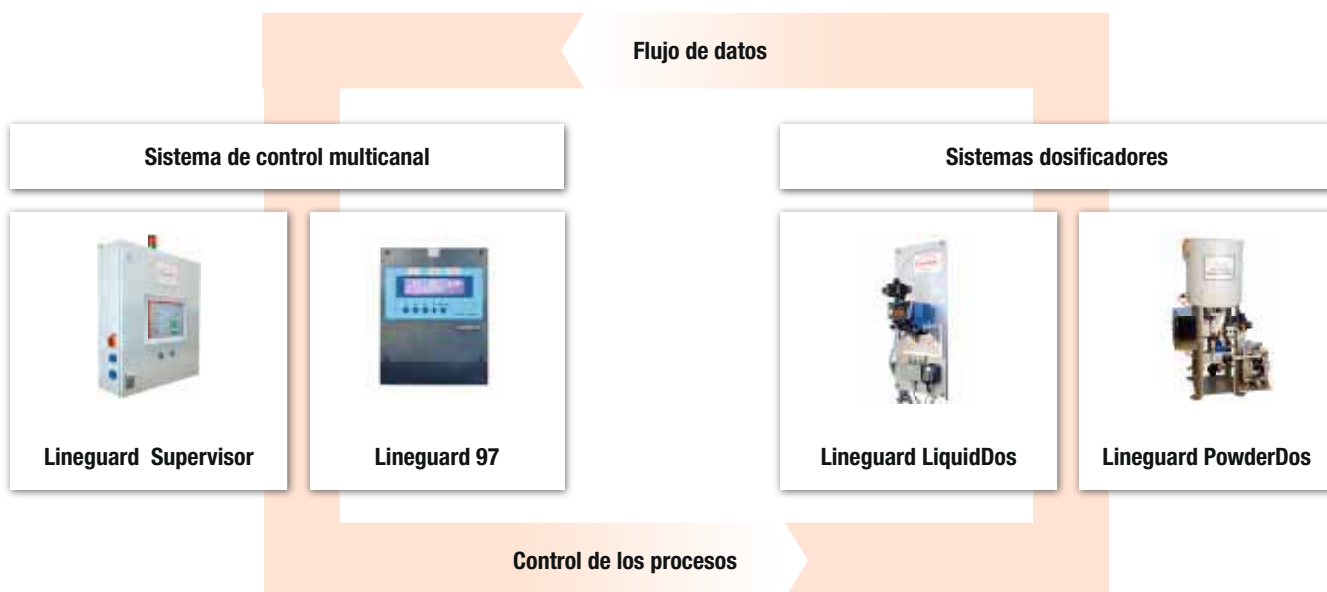 Flujo de datos
Sistema de control multicanal
Sistemas dosificadores
Lineguard Supervisor
Lineguard 97
Lineguard LiquidDos
Lineguard PowderDos
Control de los procesos